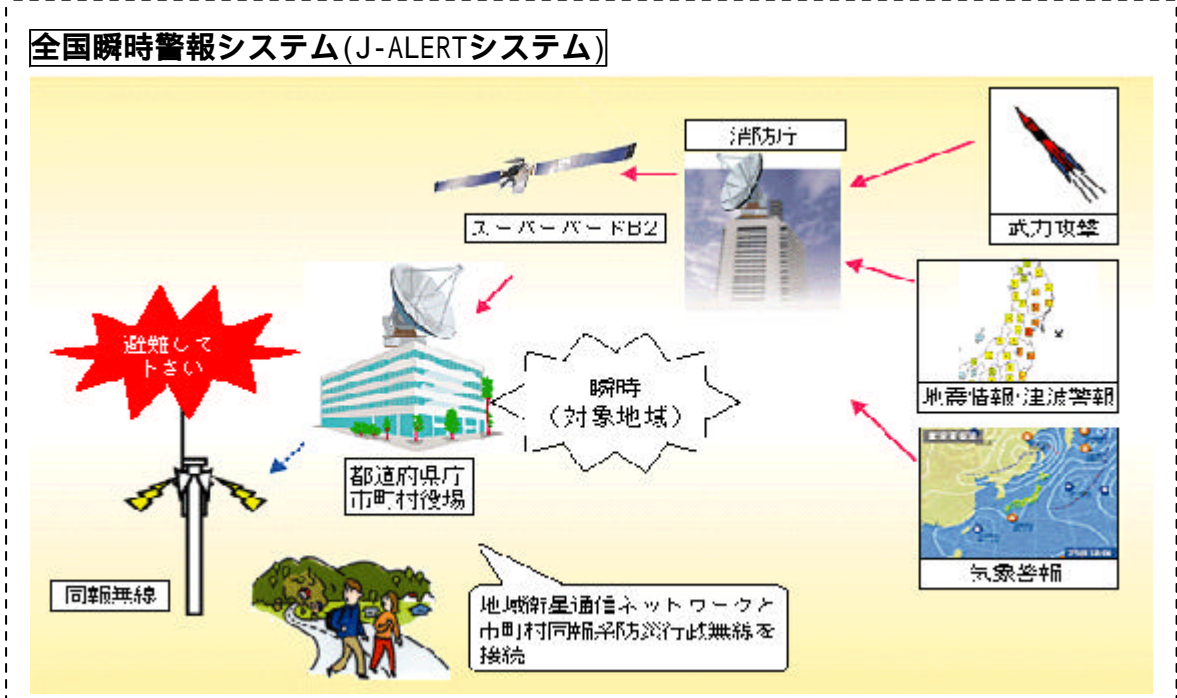 全国瞬時警報システム(J-ALERTシステム)
消防庁
武力攻撃
スーパーバードB2
避難して
下さい
瞬時
(対象地域)
地震情報・津波警報
都道府県庁
市町村役場
気象警報
同報無線
地域衛星通信ネットワークと
市町村同報系防災行政無線を
接続